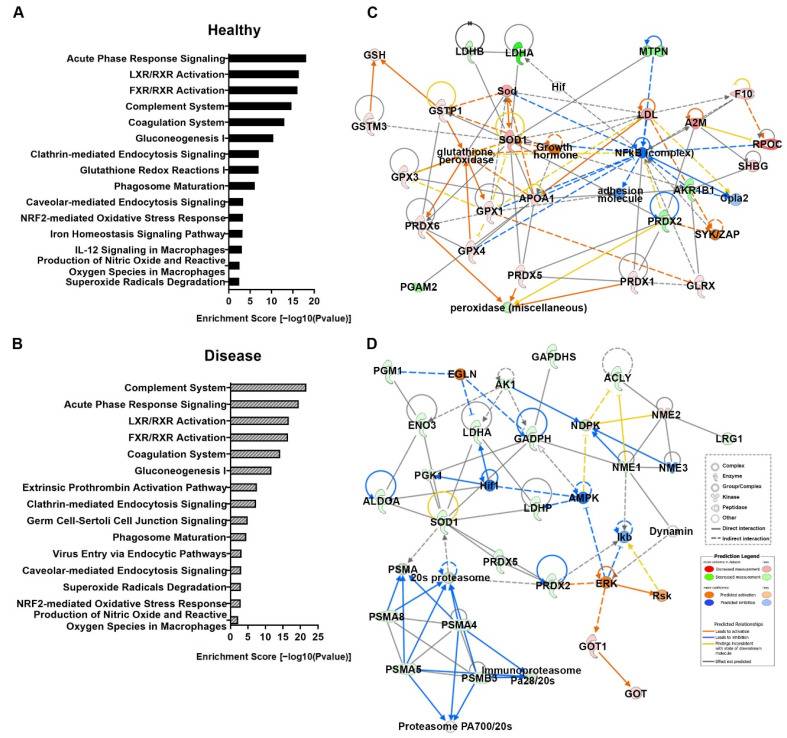 A
Healthy
Acute Phase Response Signaling
LXR/RXR Activation
FXR/RXR Activation
Complement System
Coagulation System
Gluconeogenesis I
Clathrin-mediated Endocytosis Signaling
Glutathione Redox Reactions I
Phagosome Maturation
Caveolar-mediated Endocytosis Signaling
NRF2-mediated Oxidative Stress Response
Iron Homeostasis Signaling Pathway
IL-12 Signaling in Macrophages
Production of Nitric Oxide and Reactive
Oxygen Species in Macrophages
Superoxide Radicals Degradation
0 5 10 15 20
Enrichment Score [−log10(Pvalue)]
B
Disease
Complement System
Acute Phase Response Signaling
LXR/RXR Activation
FXR/RXR Activation
Coagulation System
Gluconeogenesis I
Extrinsic Prothrombin Activation Pathway
Clathrin-mediated Endocytosis Signaling
Germ Cell-Sertoli Cell Junction Signaling
Phagosome Maturation
Virus Entry via Endocytic Pathways
Caveolar-mediated Endocytosis Signaling
Superoxide Radicals Degradation
NRF2-mediated Oxidative Stress Response
Production of Nitric Oxide and Reactive
Oxygen Species in Macrophages
0 5 10 15 20 25
Enrichment Score [−log10(Pvalue)]
C
LDHB
LDHA
MTPN
GSH
Hif
Sod
F10
GSTP1
LDL
A2M
GSTM3
SOD1
RPOC
glutathione
peroxidase
Growth
hormone
NFkB (complex)
SHBG
GPX3
adhesion
molecule
AKR1B1
Cpla2
GPX1
APOA1
PRDX6
PRDX2
SYK/ZAP
GPX4
PRDX5
PRDX1
GLRX
PGAM2
peroxidase (miscellaneous)
D
GAPDHS
PGM1
EGLN
AK1
ACLY
ENO3
LDHA
GADPH
NDPK
NME2
LRG1
PGK1
Hif1
NME1
NME3
ALDOA
AMPK
LDHP
SOD1
Ikb
Dynamin
PSMA
20s proteasome
PRDX5
PRDX2
ERK
Rsk
PSMA8
PSMA4
GOT1
PSMA5
PSMB3
Immunoproteasome
Pa28/20s
GOT
Proteasome PA700/20s
Complex
Enzyme
Group/Complex
Kinase
Peptidase
Other
Direct interaction
Indirect interaction
Prediction Legend
Increased measurement
Decreased measurement
Predicted activation
Predicted inhibition
Predicted Relationships
Leads to activation
Leads to inhibition
Findings inconsistent
with state of downstream
molecule
Effect not predicted